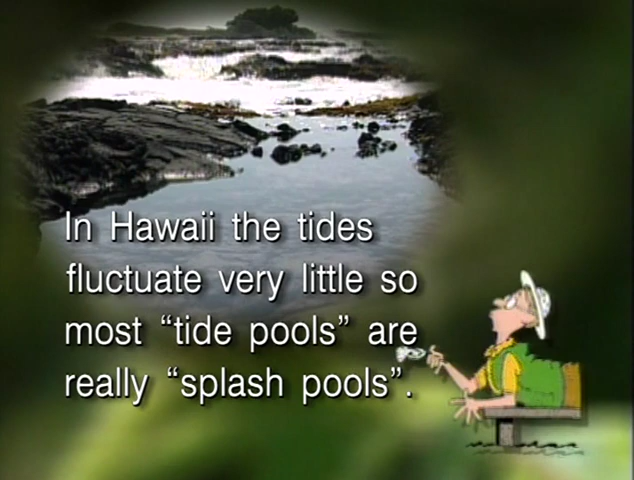 In Hawaii the tides
fluctuate very little so
most “tide pools” are
really “splash pools”.